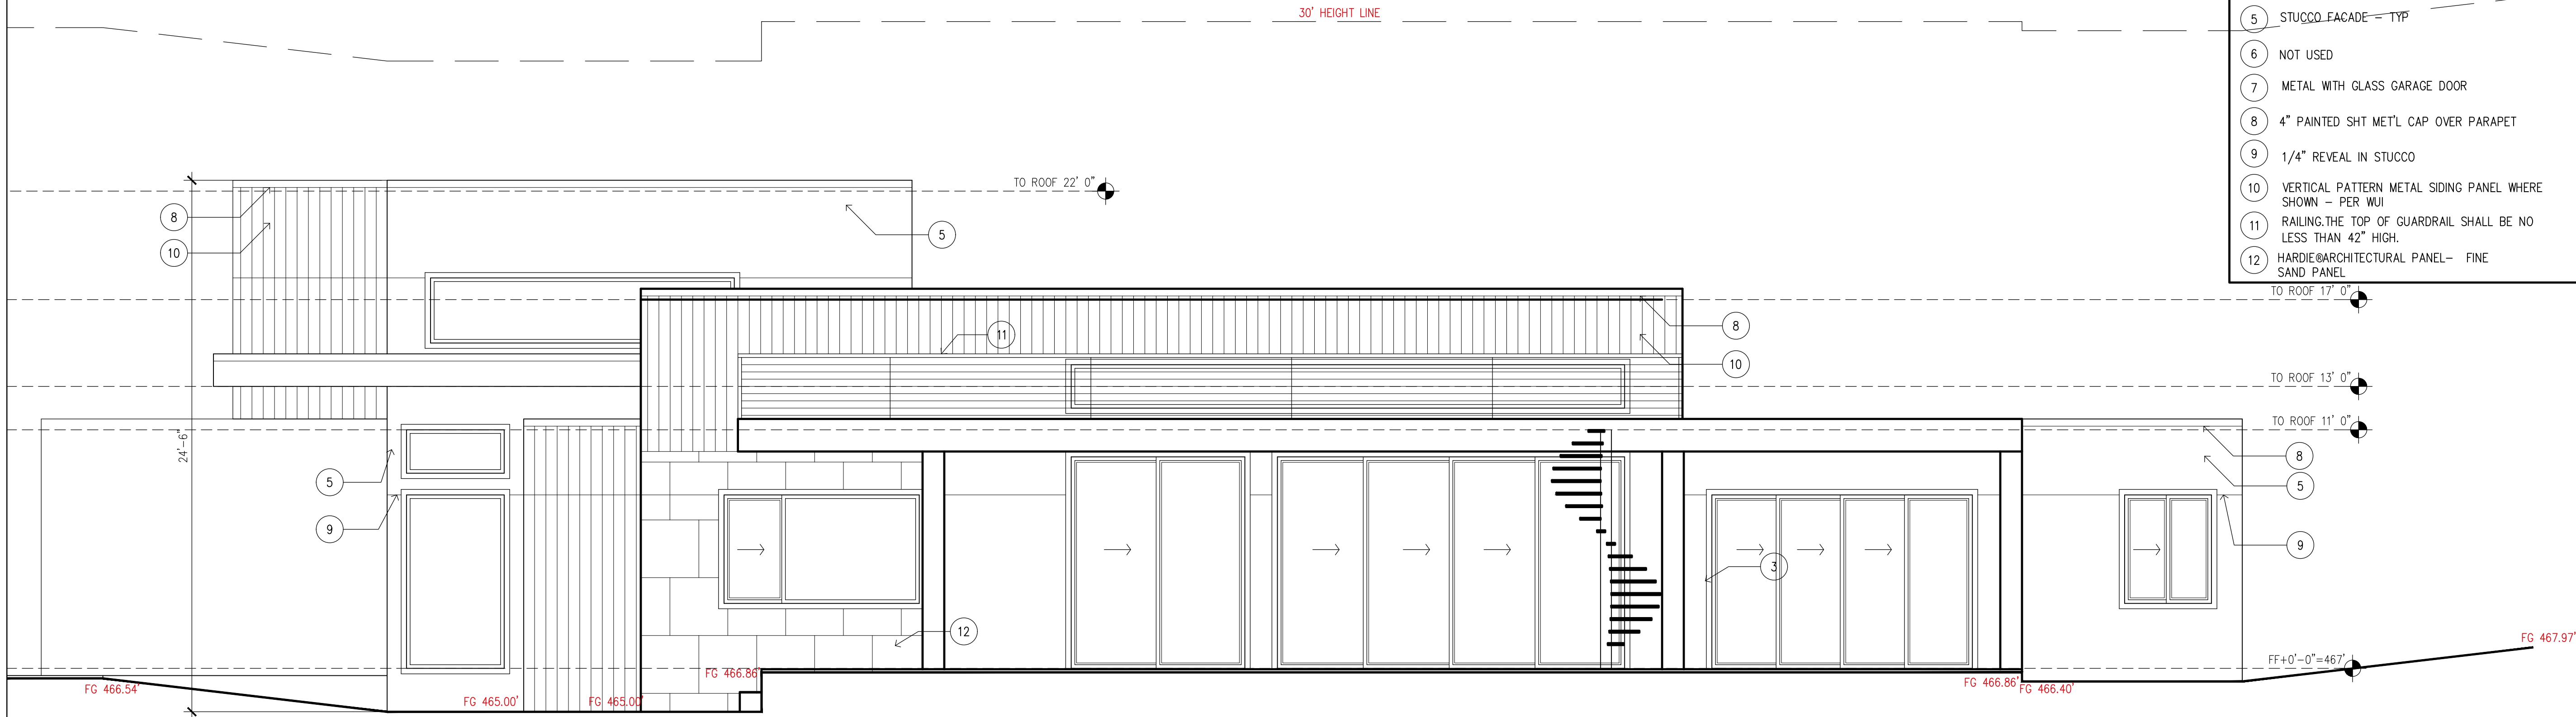 30' HEIGHT LINE
5 STUCCO FACADE - TYP
6 NOT USED
7 METAL WITH GLASS GARAGE DOOR
8 4" PAINTED SHT MET'L CAP OVER PARAPET
9 1/4" REVEAL IN STUCCO
10 VERTICAL PATTERN METAL SIDING PANEL WHERE
SHOWN - PER WUI
11 RAILING.THE TOP OF GUARDRAIL SHALL BE NO
LESS THAN 42" HIGH.
12 HARDIE®ARCHITECTURAL PANEL- FINE
SAND PANEL
TO ROOF 22' 0"
8
5
10
TO ROOF 17' 0"
8
11
10
TO ROOF 13' 0"
TO ROOF 11' 0"
24'-6"
8
5
5
9
9
3
12
FG 467.97'
FF+0'-0"=467'
FG 466.86'
FG 466.54'
FG 466.86'
FG 466.40'
FG 465.00'
FG 465.00'